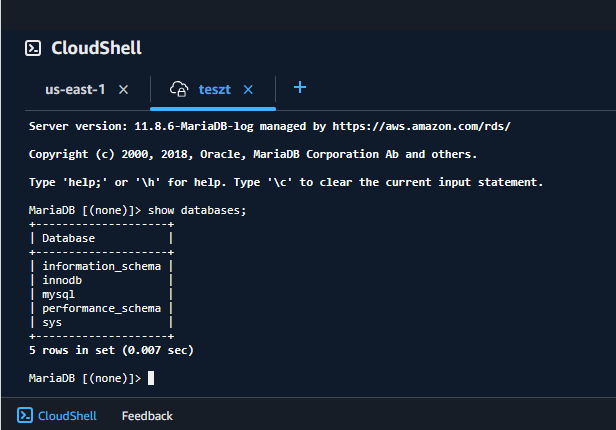 CloudShell
us-east-1 × teszt × +
Server version: 11.8.6-MariaDB-log managed by https://aws.amazon.com/rds/
Copyright (c) 2000, 2018, Oracle, MariaDB Corporation Ab and others.
Type 'help;' or '\h' for help. Type '\c' to clear the current input statement.
MariaDB [(none)]> show databases;
+--------------------+
| Database           |
+--------------------+
| information_schema |
| innodb             |
| mysql              |
| performance_schema |
| sys                |
+--------------------+
5 rows in set (0.007 sec)
MariaDB [(none)]>
CloudShell Feedback